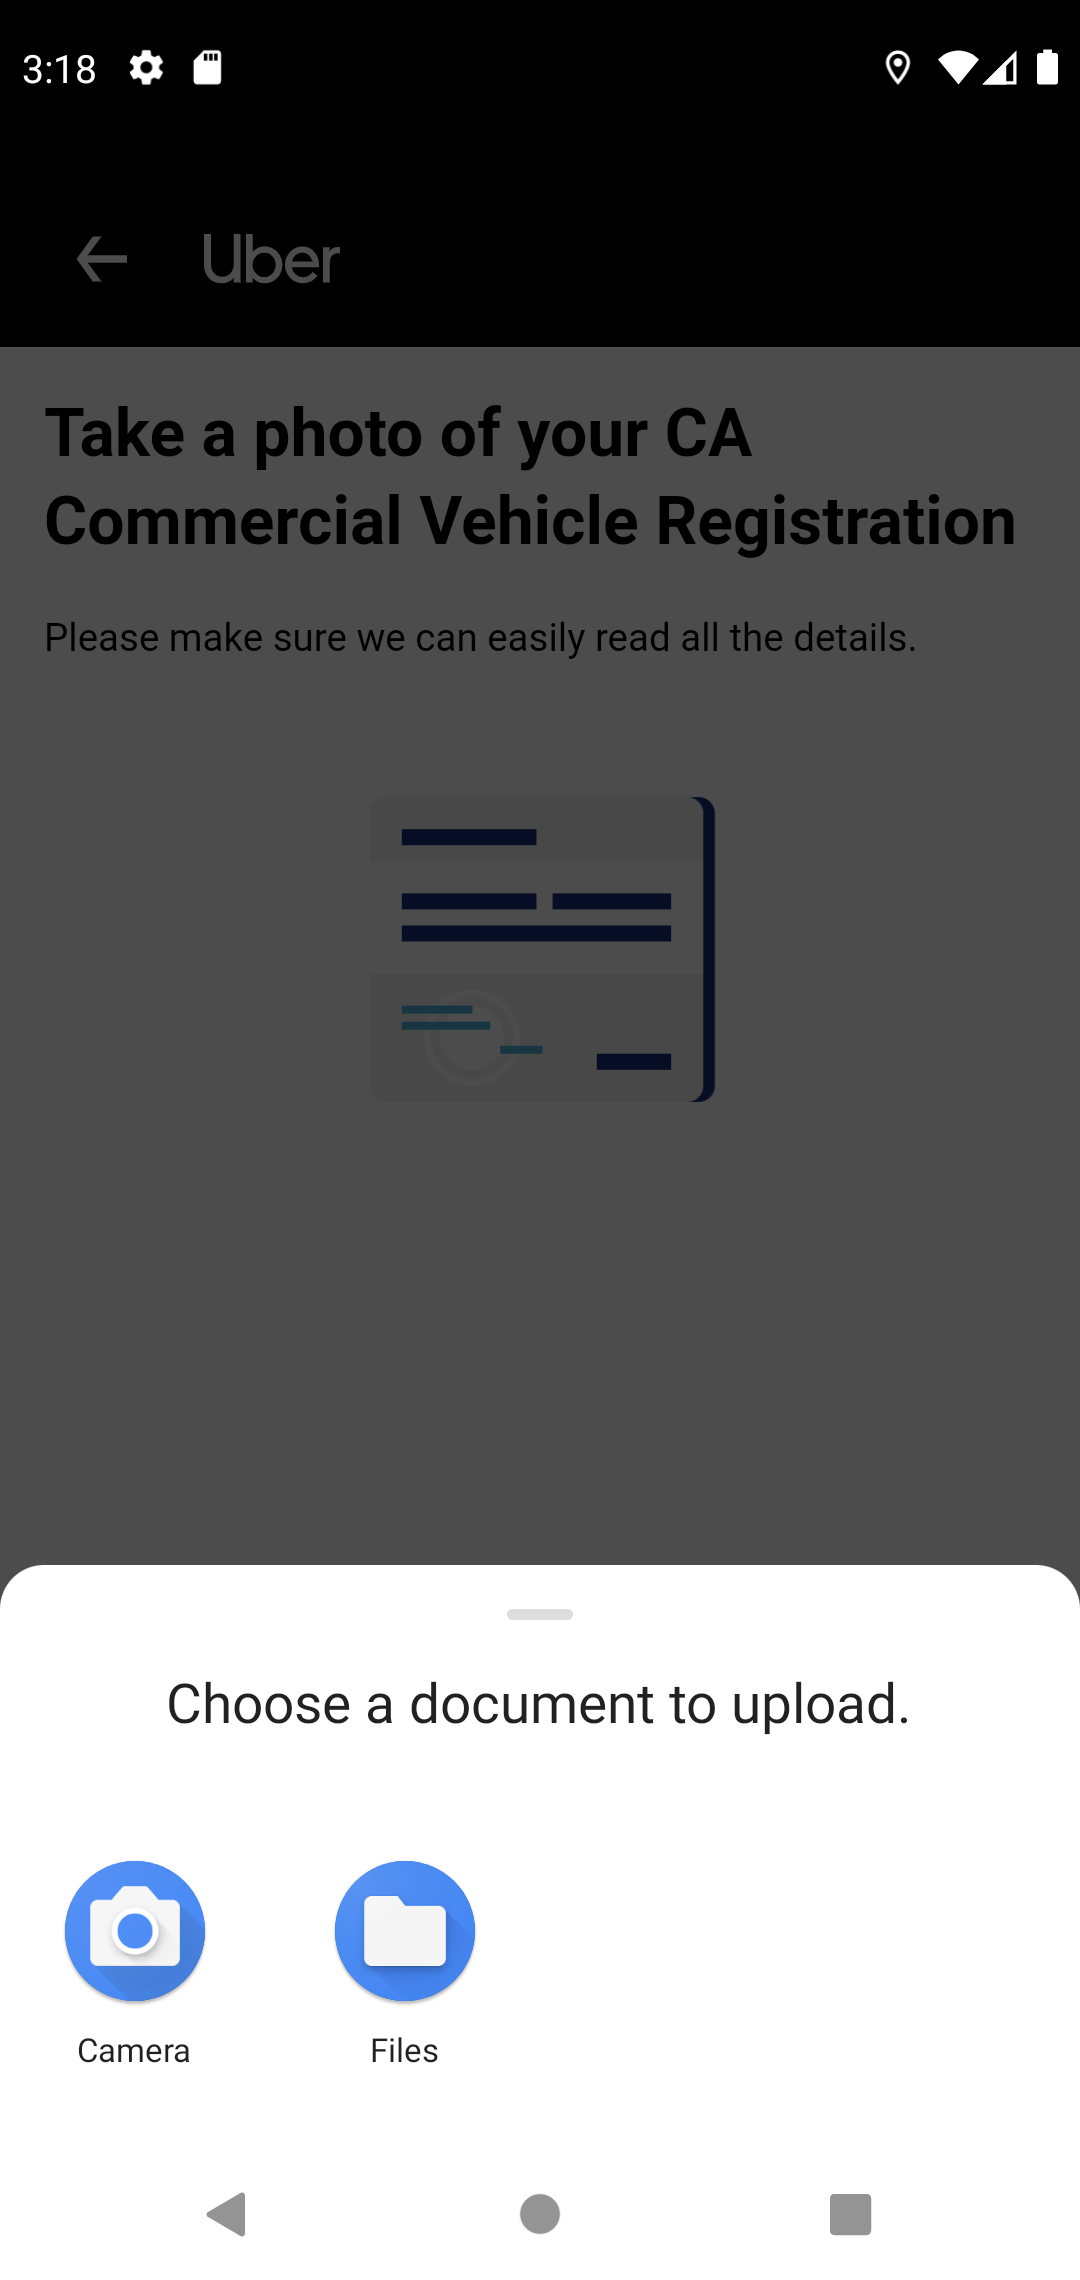 3:18
Uber
Take a photo of your CA
Commercial Vehicle Registration
Please make sure we can easily read all the details.
Choose a document to upload.
Camera
Files